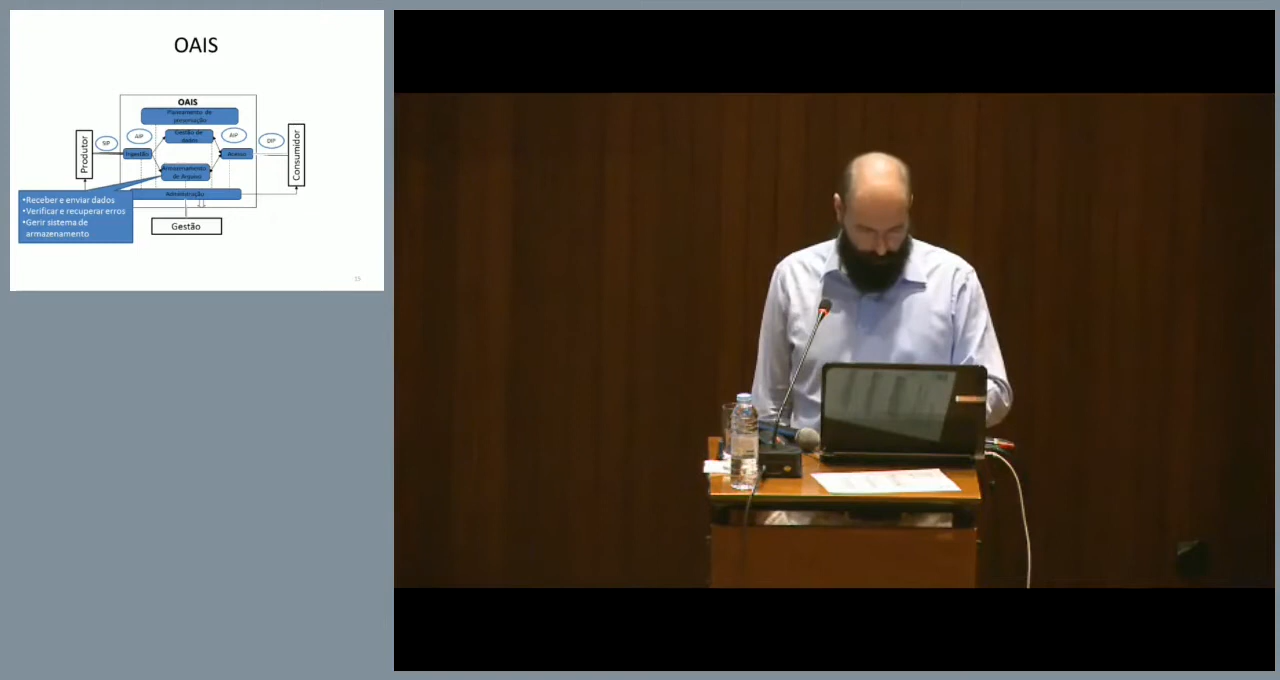 OAIS
OAIS
Planeamento de
preservação
Produtor
SIP
AIP
Gestão de
dados
AIP
DIP
Consumidor
Ingestão
Acesso
Armazenamento
de Arquivo
Administração
•Receber e enviar dados
•Verificar e recuperar erros
•Gerir sistema de
armazenamento
Gestão
15